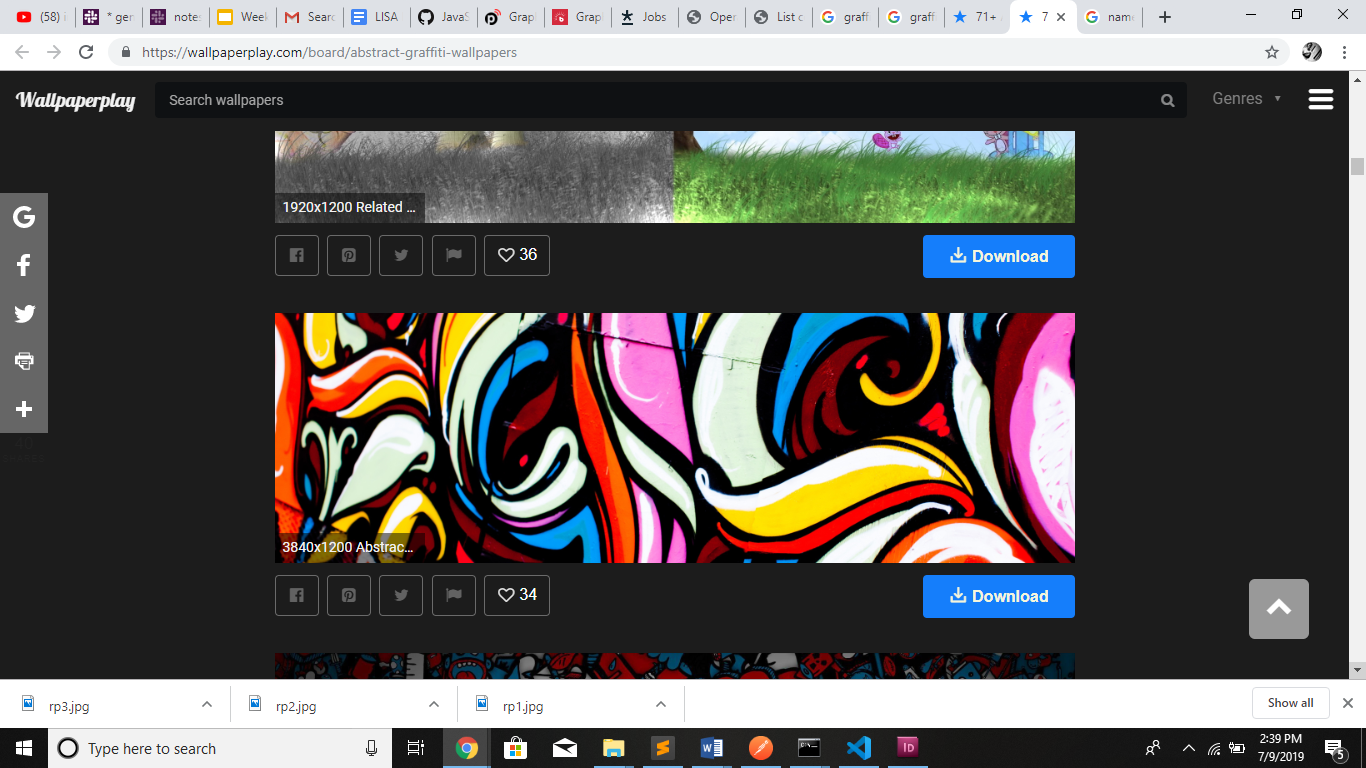 (58) i
* ger
notes
Week
Searc
LISA
JavaS
Grap
Grap
Jobs
Oper
List c
graff
graff
71+
7
name
https://wallpaperplay.com/board/abstract-graffiti-wallpapers
Wallpaperplay
Search wallpapers
Genres
1920x1200 Related ...
36
Download
3840x1200 Abstrac...
34
Download
rp3.jpg
rp2.jpg
rp1.jpg
Show all
Type here to search
2:39 PM
7/9/2019
5